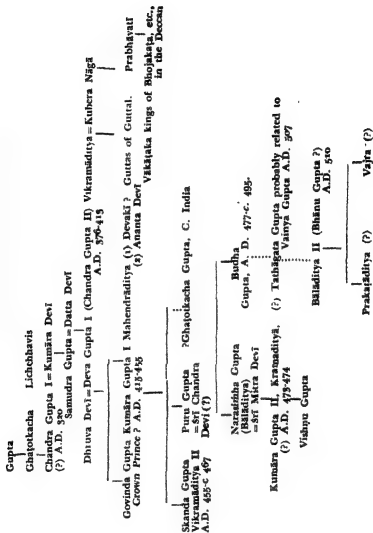 Gupta
Ghaṭotkacha Lichchhavis
Chandra Gupta I = Kumāra Devī
(?) A.D. 320
Samudra Gupta = Datta Devī
Dhruva Devī = Deva Gupta I (Chandra Gupta II) Vikramāditya = Kubera Nāgā
A.D. 376-413
Govinda Gupta Kumāra Gupta I Mahendrāditya (1) Devakī ? Guttas of Guttal. Prabhāvatī
Crown Prince ? A.D. 415-455 (2) Ananta Devī Vākāṭaka kings of Bhojakaṭa, etc.,
in the Deccan
Skanda Gupta Puru Gupta ?Ghaṭotkacha Gupta, C. India
Vikramāditya II = Śrī Chandra
A.D. 455-c 467 Devi (?)
Narasiṁha Gupta Budha
(Bālāditya) Gupta, A. D. 477-c. 495.
= Śrī Mitra Devī
Kumāra Gupta II, Kramāditya, (?) Tathāgata Gupta probably related to
(?) A.D. 473-474 Vainya Gupta A.D. 507
Vishṇu Gupta Bālāditya II (Bhānu Gupta ?)
A.D. 510
Prakaṭāditya (?) Vajra (?)